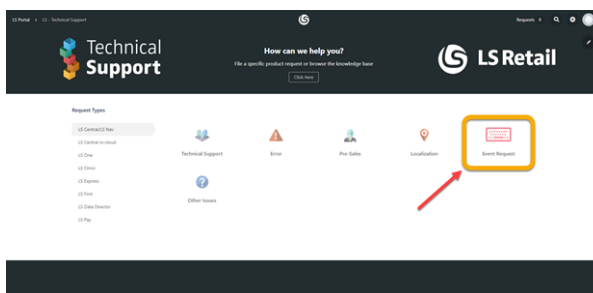 LS Portal > LS - Technical Support
Requests 0
Technical
Support
How can we help you?
File a specific product request or browse the knowledge base
Click here
LS Retail
Request Types
LS Central/LS Nav
LS Central in cloud
LS One
LS Omni
LS Express
LS First
LS Data Director
LS Pay
Technical Support
Error
Pre-Sales
Localization
Event Request
Other Issues